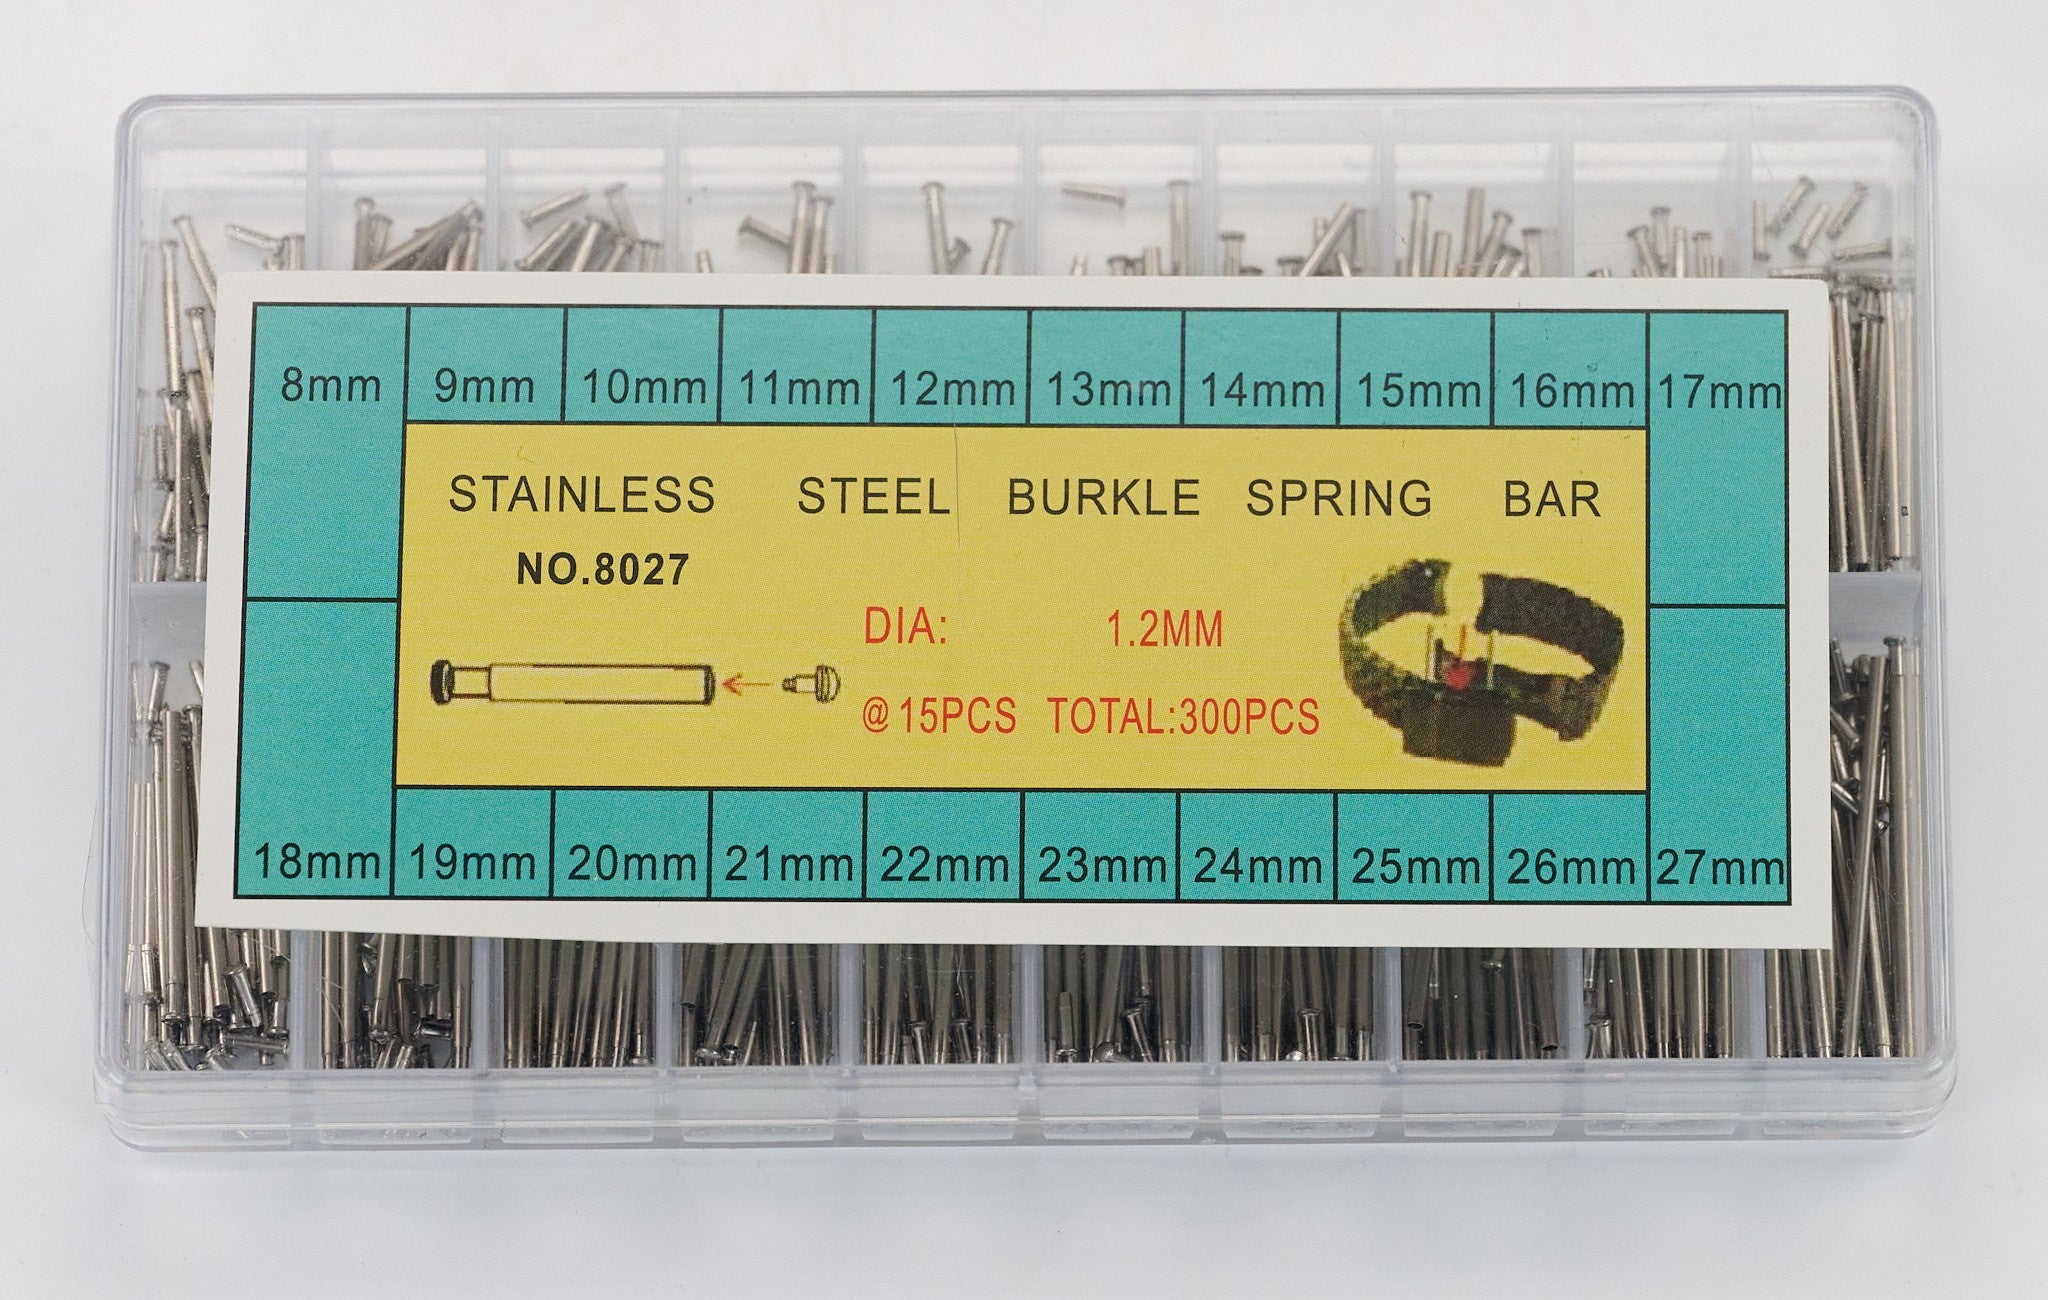 8mm 9mm 10mm 11mm 12mm 13mm 14mm 15mm 16mm 17mm
STAINLESS STEEL BURKLE SPRING BAR
NO.8027
DIA: 1.2MM
@15PCS TOTAL:300PCS
18mm 19mm 20mm 21mm 22mm 23mm 24mm 25mm 26mm 27mm